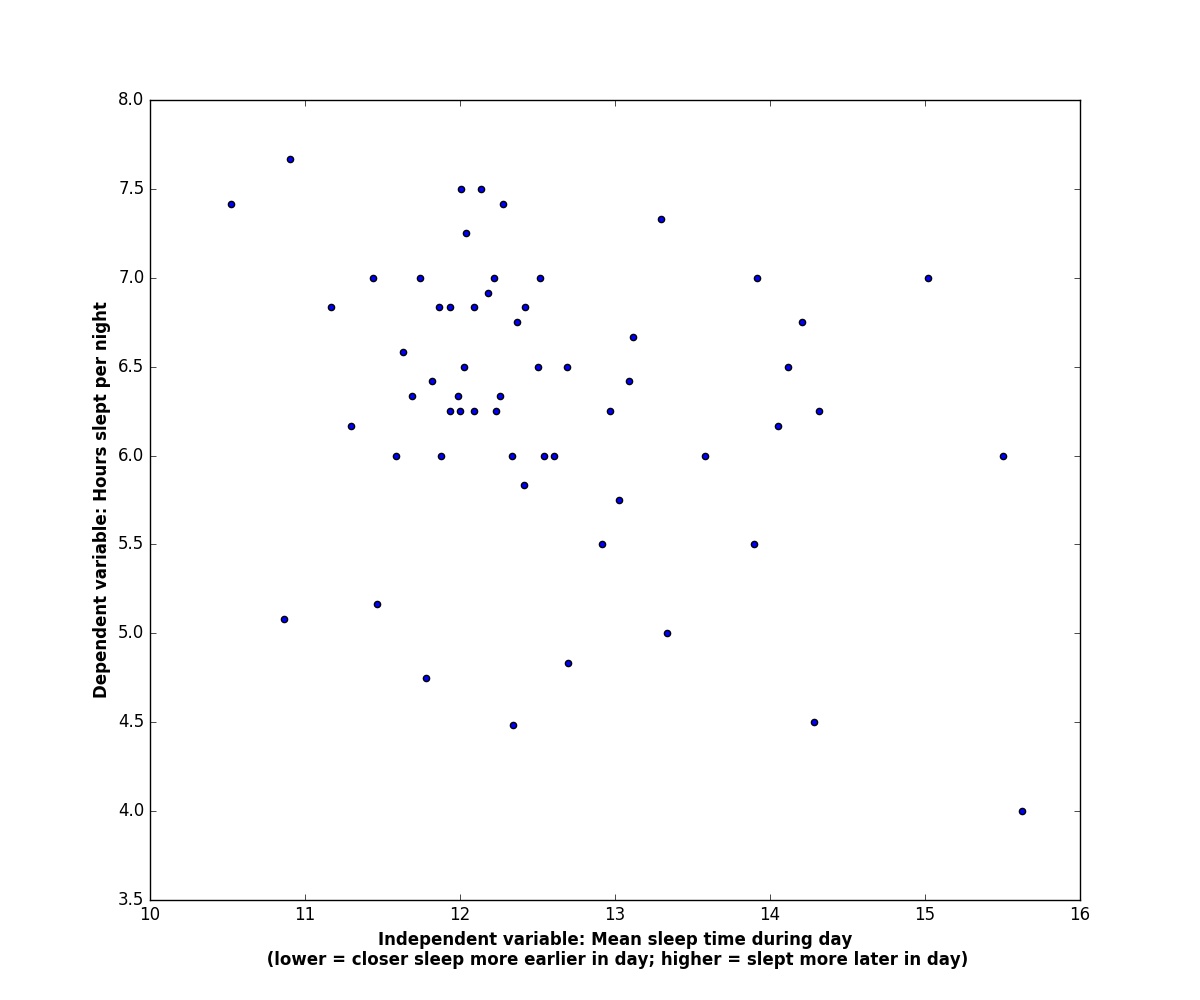 8.0
7.5
7.0
6.5
6.0
5.5
5.0
4.5
4.0
3.5
Dependent variable: Hours slept per night
10 11 12 13 14 15 16
Independent variable: Mean sleep time during day
(lower = closer sleep more earlier in day; higher = slept more later in day)